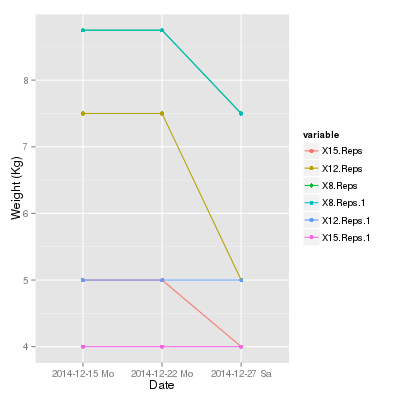 8
7
6
5
4
Weight (Kg)
2014-12-15 Mo
2014-12-22 Mo
2014-12-27 Sa
Date
variable
X15.Reps
X12.Reps
X8.Reps
X8.Reps.1
X12.Reps.1
X15.Reps.1